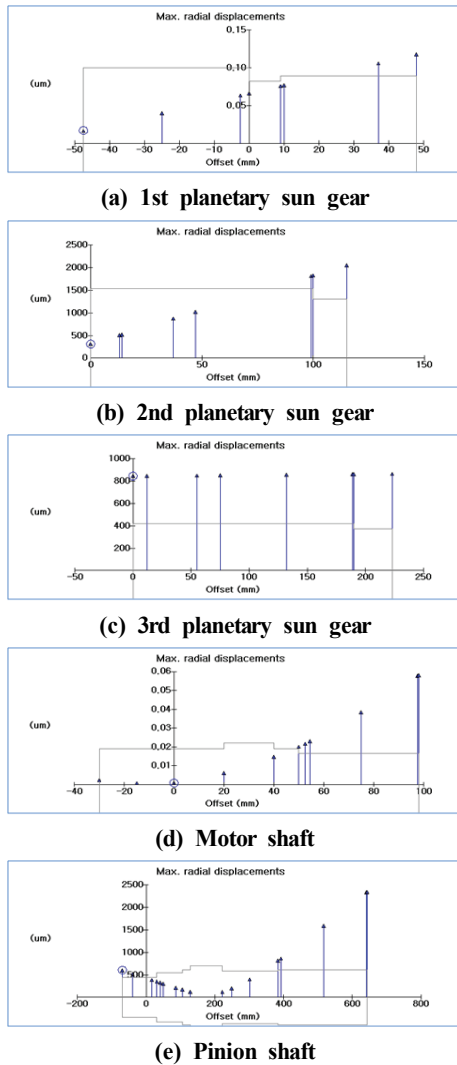 Max. radial displacements
0,15
(um)
0,10
0,05
-50 -40 -30 -20 -10 0 10 20 30 40 50
Offset (mm)
(a) 1st planetary sun gear
Max. radial displacements
2500
(um)
2000
1500
1000
500
0
0 50 100 150
Offset (mm)
(b) 2nd planetary sun gear
Max. radial displacements
1000
(um)
800
600
400
200
-50 0 50 100 150 200 250
Offset (mm)
(c) 3rd planetary sun gear
Max. radial displacements
0,06
(um)
0,05
0,04
0,03
0,02
0,01
-40 -20 0 20 40 60 80 100
Offset (mm)
(d) Motor shaft
Max. radial displacements
2500
(um)
2000
1500
1000
500
-200 0 200 400 600 800
Offset (mm)
(e) Pinion shaft